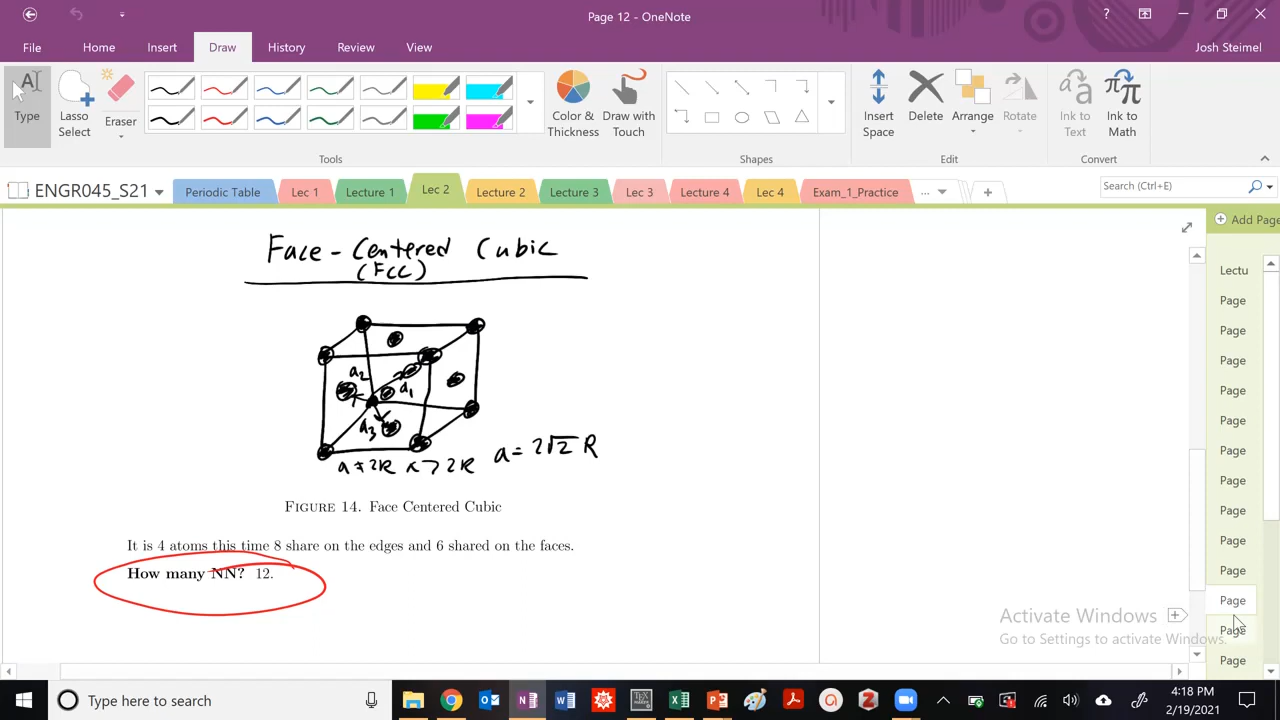 Page 12 - OneNote
?
File
Home
Insert
Draw
History
Review
View
Josh Steimel
Type
Lasso Select
Eraser
Color & Thickness
Draw with Touch
Insert Space
Delete
Arrange
Rotate
Ink to Text
Ink to Math
Tools
Shapes
Edit
Convert
ENGR045_S21
Periodic Table
Lec 1
Lecture 1
Lec 2
Lecture 2
Lecture 3
Lec 3
Lecture 4
Lec 4
Exam_1_Practice
...
Search (Ctrl+E)
Add Page
Lectu
Page
Page
Page
Page
Page
Page
Page
Page
Page
Page
Page
Page
Page
Face-Centered Cubic
(FCC)
a2
a1
a3
a ≠ 2R < > 2R
a = 2√2 R
Figure 14. Face Centered Cubic
It is 4 atoms this time 8 share on the edges and 6 shared on the faces.
How many NN? 12.
Activate Windows
Go to Settings to activate Windows.
Type here to search
4:18 PM
2/19/2021